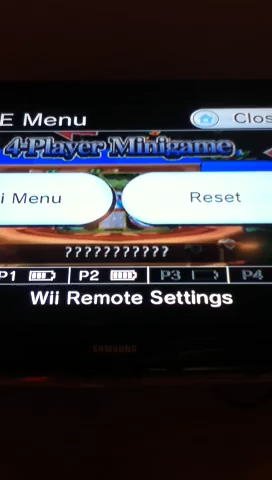 E Menu Clos
4-Player Minigame
i Menu Reset
???????????
P1 P2 P3 P4
Wii Remote Settings
SAMSUNG